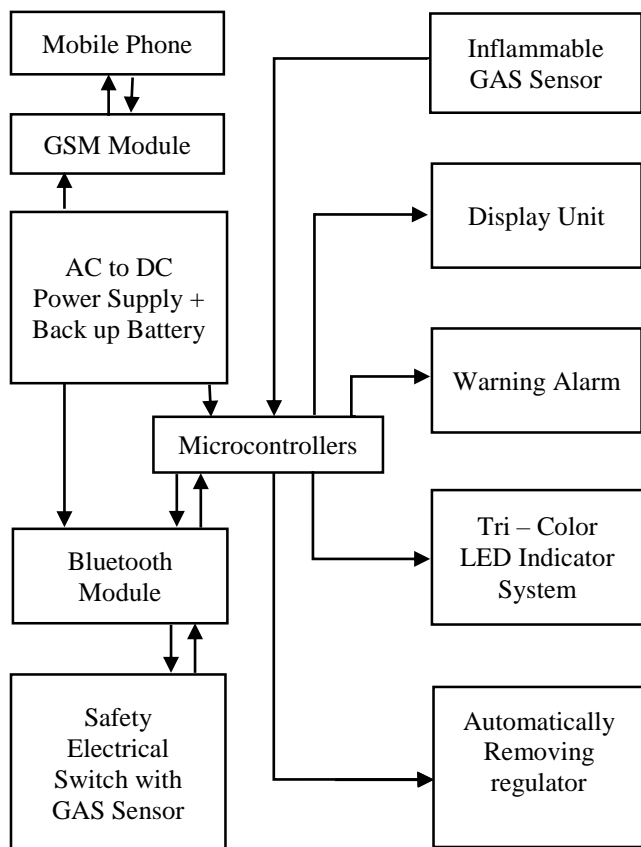 Mobile Phone
GSM Module
AC to DC
Power Supply +
Back up Battery
Microcontrollers
Bluetooth
Module
Safety
Electrical
Switch with
GAS Sensor
Inflammable
GAS Sensor
Display Unit
Warning Alarm
Tri – Color
LED Indicator
System
Automatically
Removing
regulator